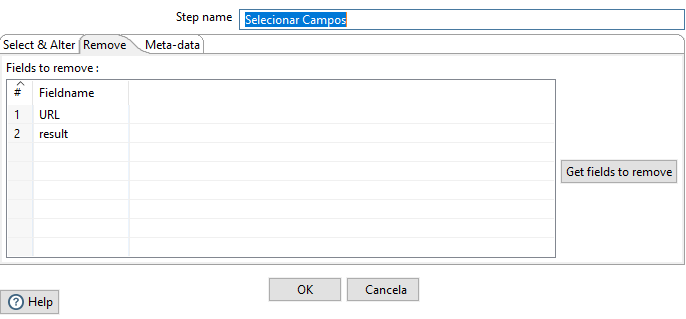 Step name Selecionar Campos
Select & Alter Remove Meta-data
Fields to remove :
# Fieldname
1 URL
2 result
Get fields to remove
OK Cancela
Help